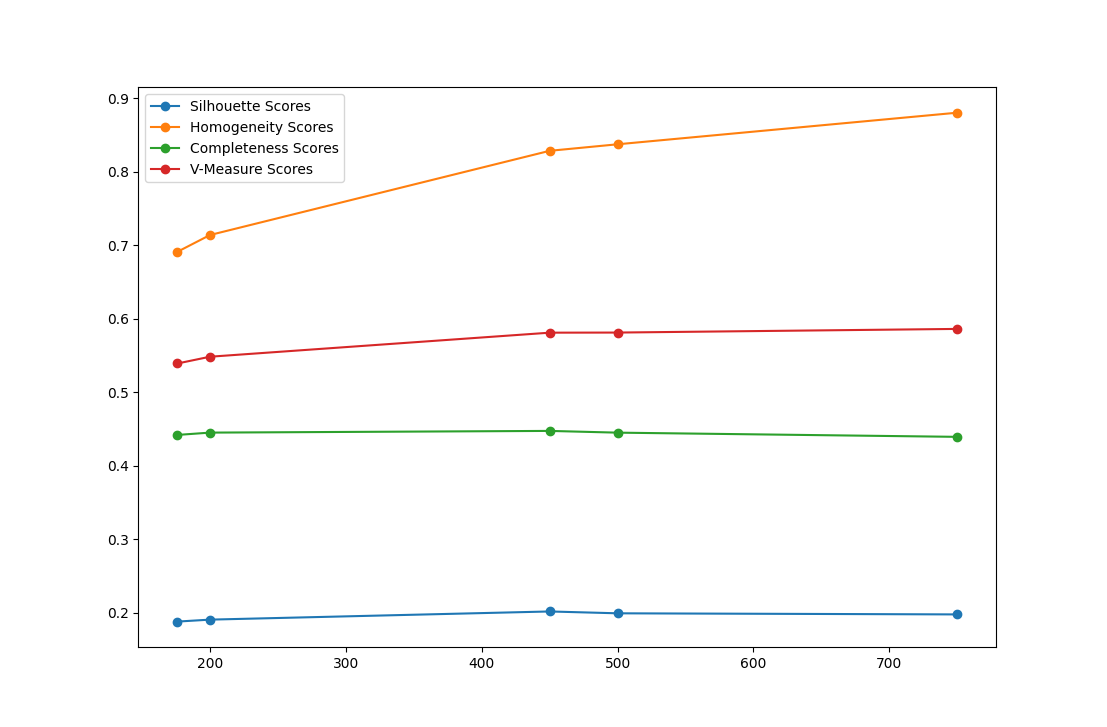 Silhouette Scores
Homogeneity Scores
Completeness Scores
V-Measure Scores
0.9
0.8
0.7
0.6
0.5
0.4
0.3
0.2
200 300 400 500 600 700